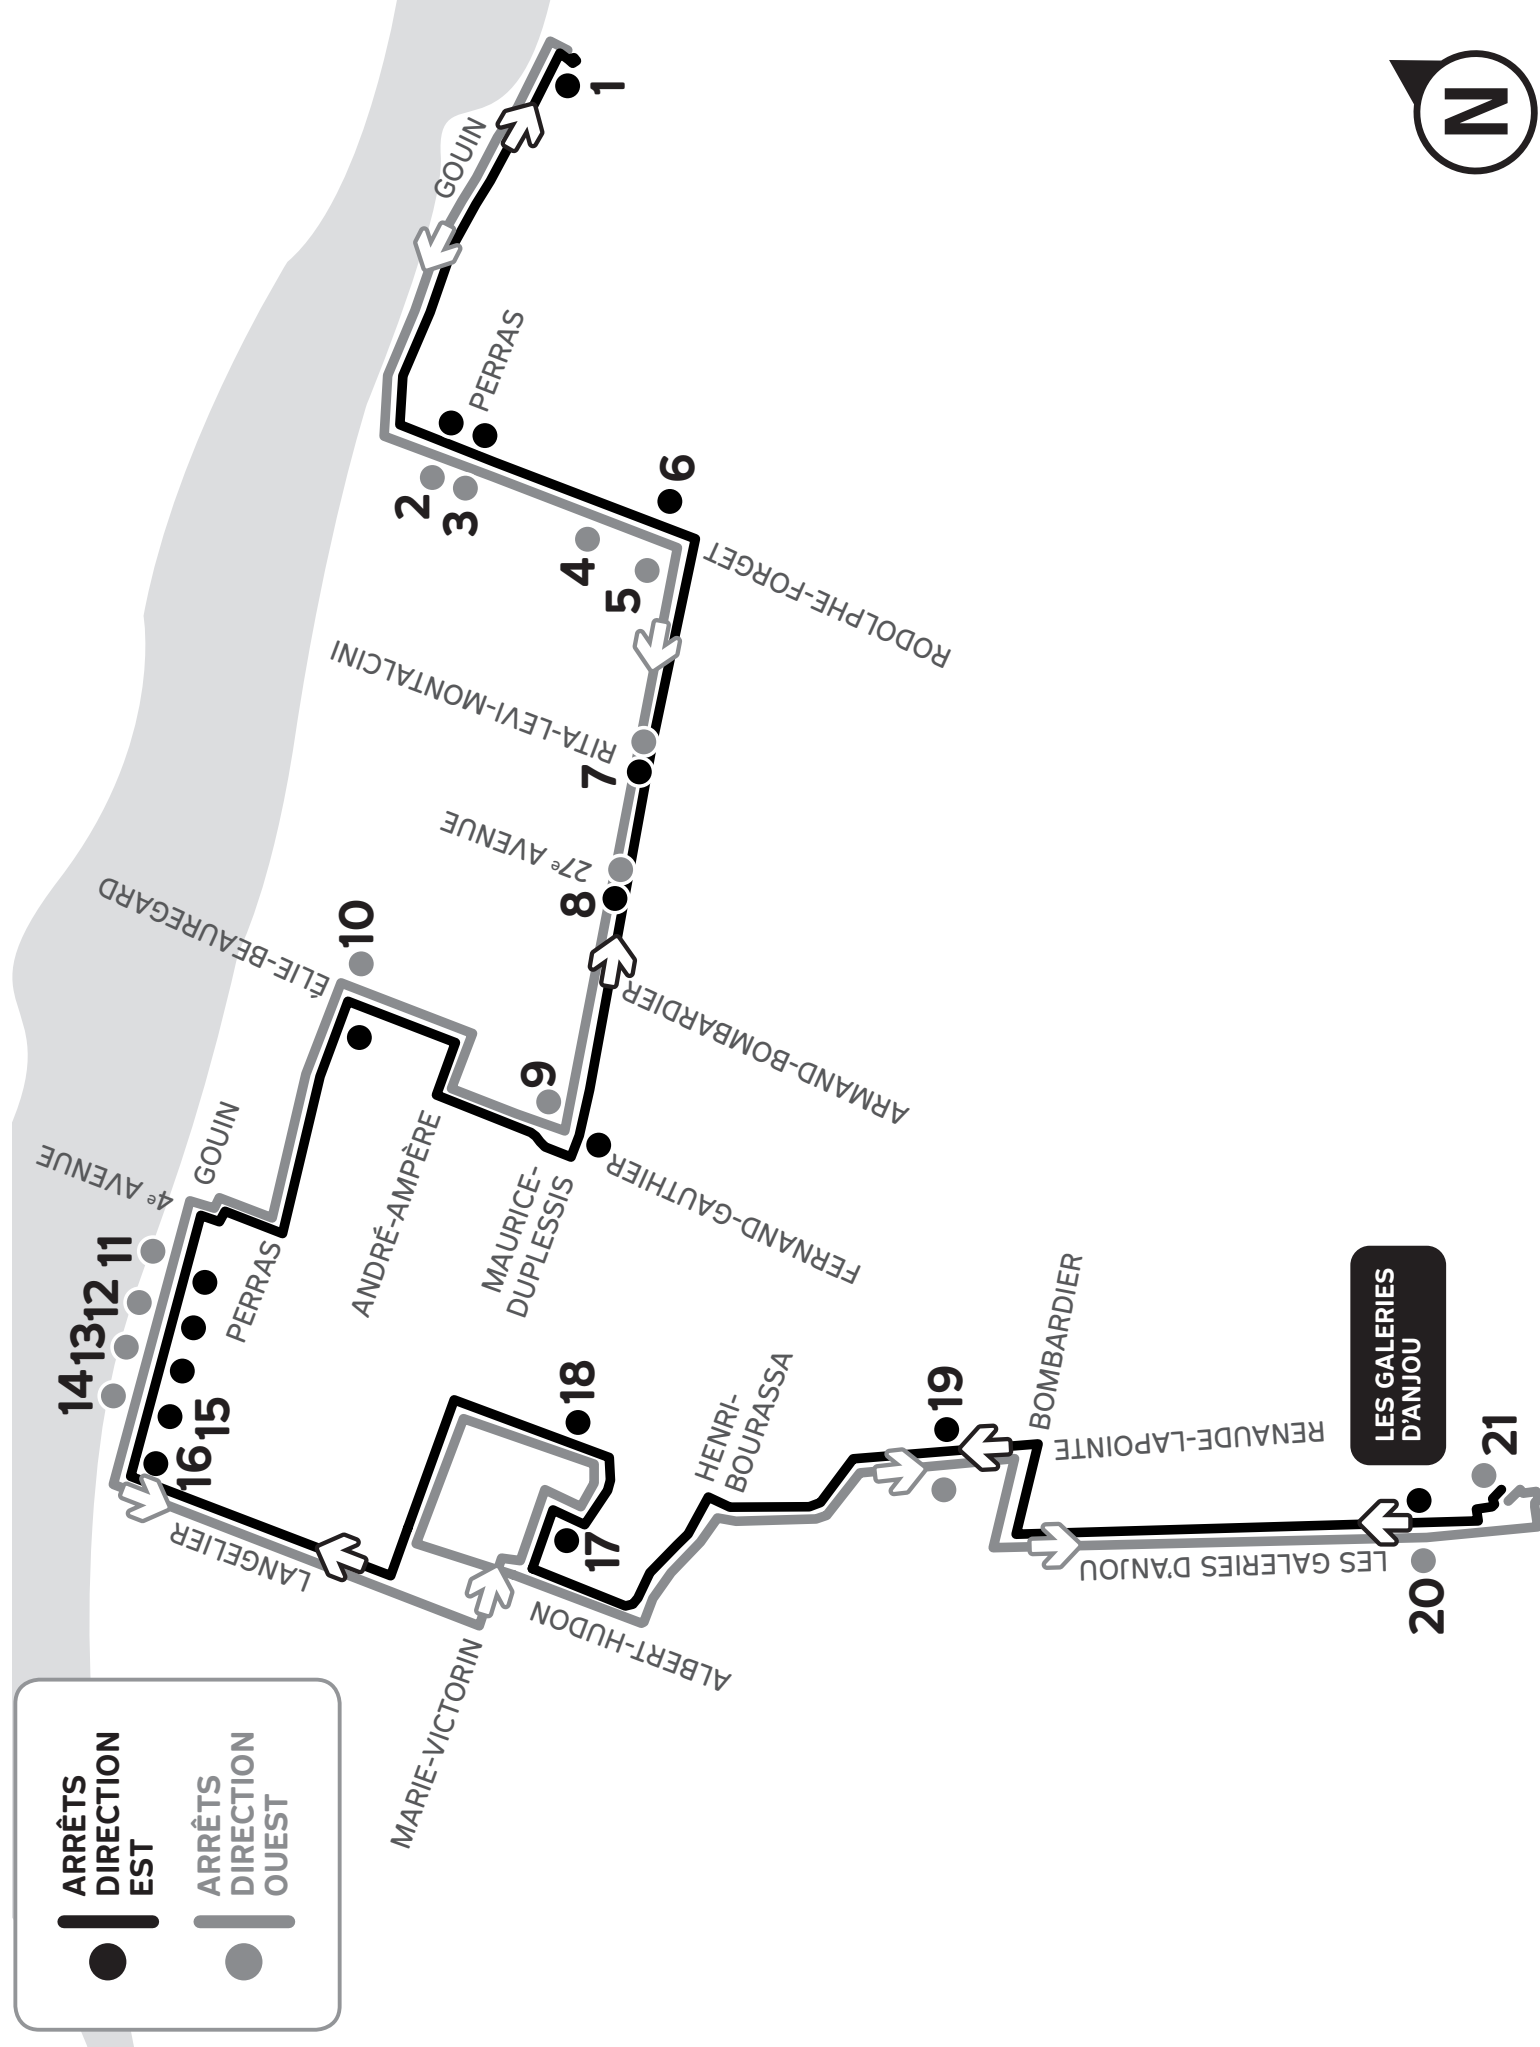 ARRÊTS
DIRECTION
EST
ARRÊTS
DIRECTION
OUEST
MARIE-VICTORIN
LANGELIER
ALBERT-HUDON
14
13
12
11
16
15
17
18
4e AVENUE
GOUIN
PERRAS
ANDRÉ-AMPÈRE
MAURICE-
DUPLESSIS
HENRI-
BOURASSA
FERNAND-GAUTHIER
ÉLIE-BEAUREGARD
10
9
ARMAND-BOMBARDIER
8
27e AVENUE
7
RITA-LEVI-MONTALCINI
RODOLPHE-FORGET
2
3
4
5
6
PERRAS
GOUIN
1
19
BOMBARDIER
RENAUDE-LAPOINTE
LES GALERIES D'ANJOU
LES GALERIES
D'ANJOU
20
21
N